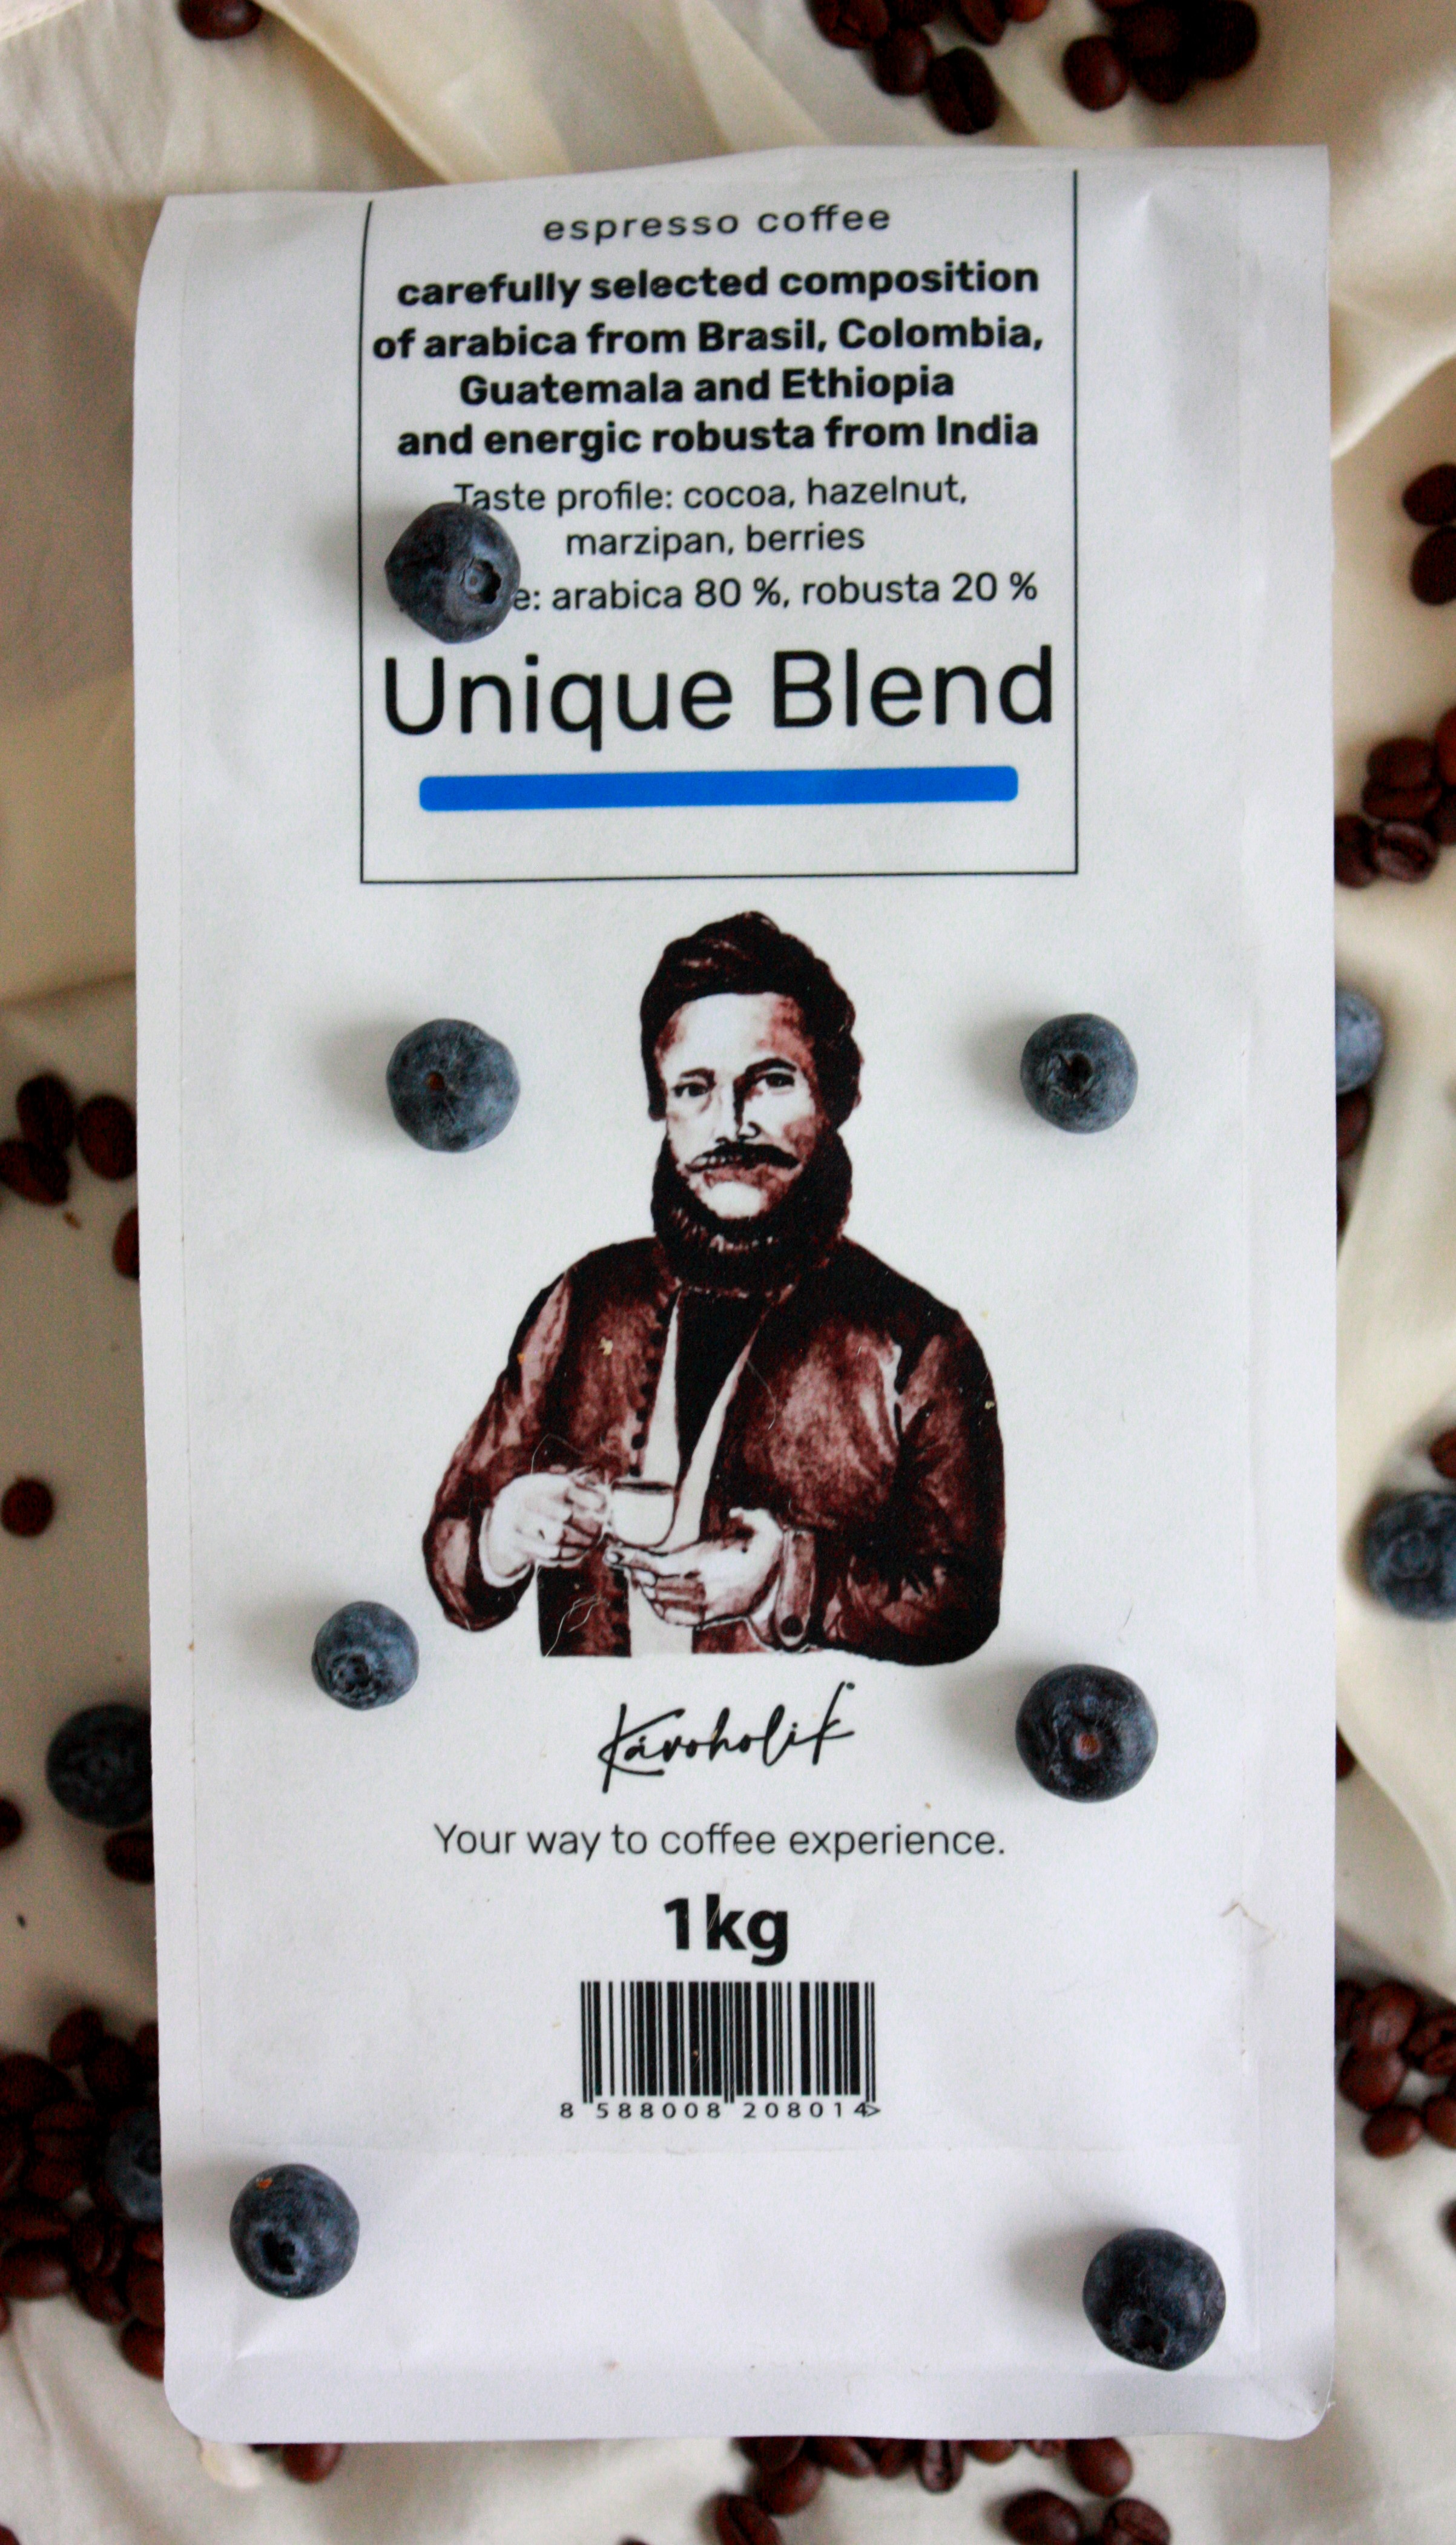 espresso coffee
carefully selected composition
of arabica from Brasil, Colombia,
Guatemala and Ethiopia
and energic robusta from India
Taste profile: cocoa, hazelnut,
marzipan, berries
arabica 80 %, robusta 20 %
Unique Blend
Kávoholik
Your way to coffee experience.
1kg
8 588008 208014>